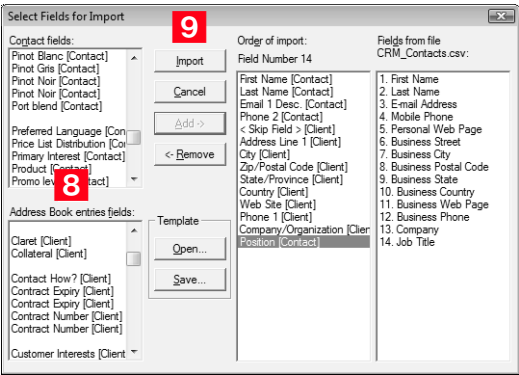 Select Fields for Import
Contact fields:
Pinot Blanc [Contact]
Pinot Gris [Contact]
Pinot Noir [Contact]
Pinot Noir [Contact]
Port blend [Contact]
Preferred Language [Con
Price List Distribution [Co
Primary Interest [Contact]
Product [Contact]
Promo level [Contact]
8
Address Book entries fields:
Claret [Client]
Collateral [Client]
Contact How? [Client]
Contract Expiry [Client]
Contract Expiry [Client]
Contract Number [Client]
Contract Number [Client]
Customer Interests [Client
9
Import
Cancel
Add ->
<- Remove
Template
Open...
Save...
Order of import:
Field Number 14
First Name [Contact]
Last Name [Contact]
Email 1 Desc. [Contact]
Phone 2 [Contact]
< Skip Field > [Client]
Address Line 1 [Client]
City [Client]
Zip/Postal Code [Client]
State/Province [Client]
Country [Client]
Web Site [Client]
Phone 1 [Client]
Company/Organization [Clien
Position [Contact]
Fields from file
CRM_Contacts.csv:
1. First Name
2. Last Name
3. E-mail Address
4. Mobile Phone
5. Personal Web Page
6. Business Street
7. Business City
8. Business Postal Code
9. Business State
10. Business Country
11. Business Web Page
12. Business Phone
13. Company
14. Job Title